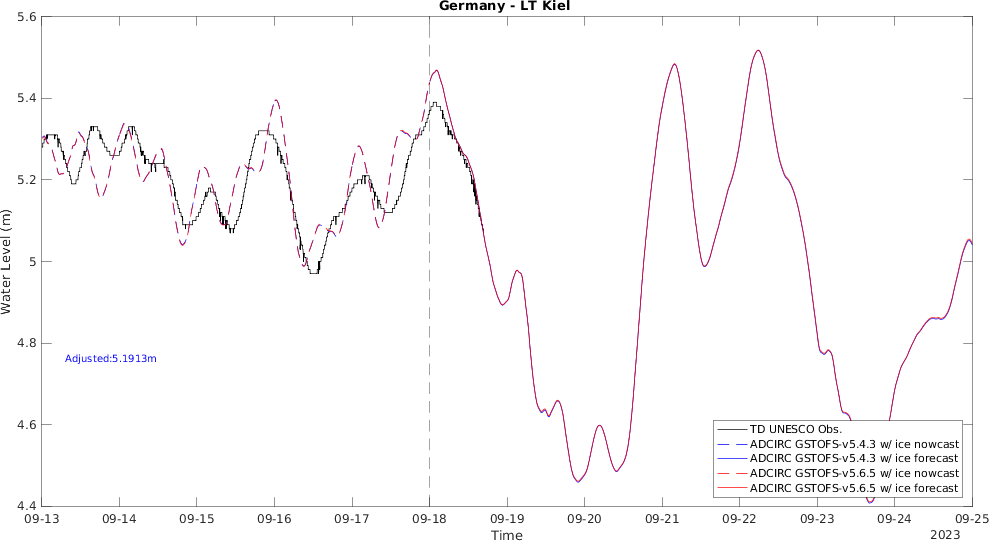 Germany - LT Kiel
5.6
5.4
5.2
5
4.8
4.6
4.4
Water Level (m)
Adjusted:5.1913m
TD UNESCO Obs.
ADCIRC GSTOFS-v5.4.3 w/ ice nowcast
ADCIRC GSTOFS-v5.4.3 w/ ice forecast
ADCIRC GSTOFS-v5.6.5 w/ ice nowcast
ADCIRC GSTOFS-v5.6.5 w/ ice forecast
09-13 09-14 09-15 09-16 09-17 09-18 09-19 09-20 09-21 09-22 09-23 09-24 09-25
Time
2023